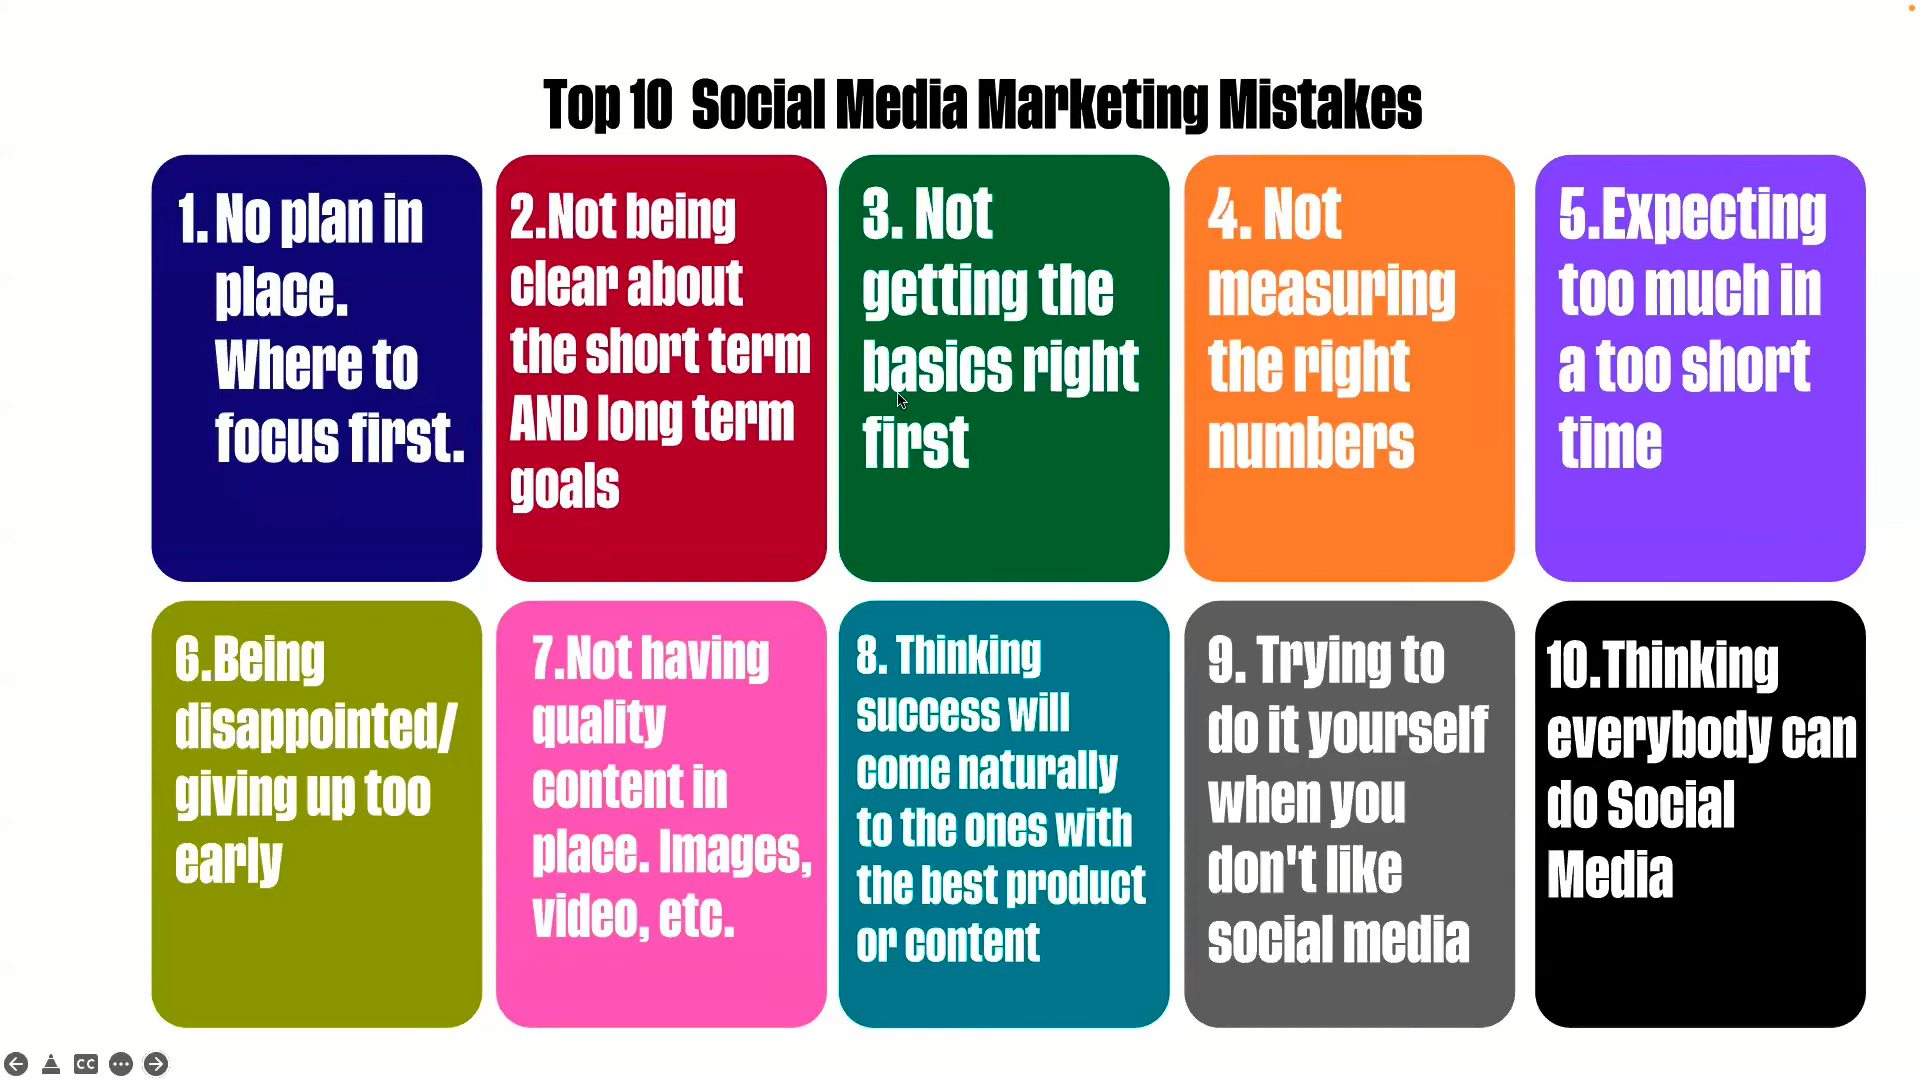 Top 10  Social Media Marketing Mistakes
1. No plan in
place.
Where to
focus first.
2.Not being
clear about
the short term
AND long term
goals
3. Not
getting the
basics right
first
4. Not
measuring
the right
numbers
5.Expecting
too much in
a too short
time
6.Being
disappointed/
giving up too
early
7.Not having
quality
content in
place. Images,
video, etc.
8. Thinking
success will
come naturally
to the ones with
the best product
or content
9. Trying to
do it yourself
when you
don't like
social media
10.Thinking
everybody can
do Social
Media
CC